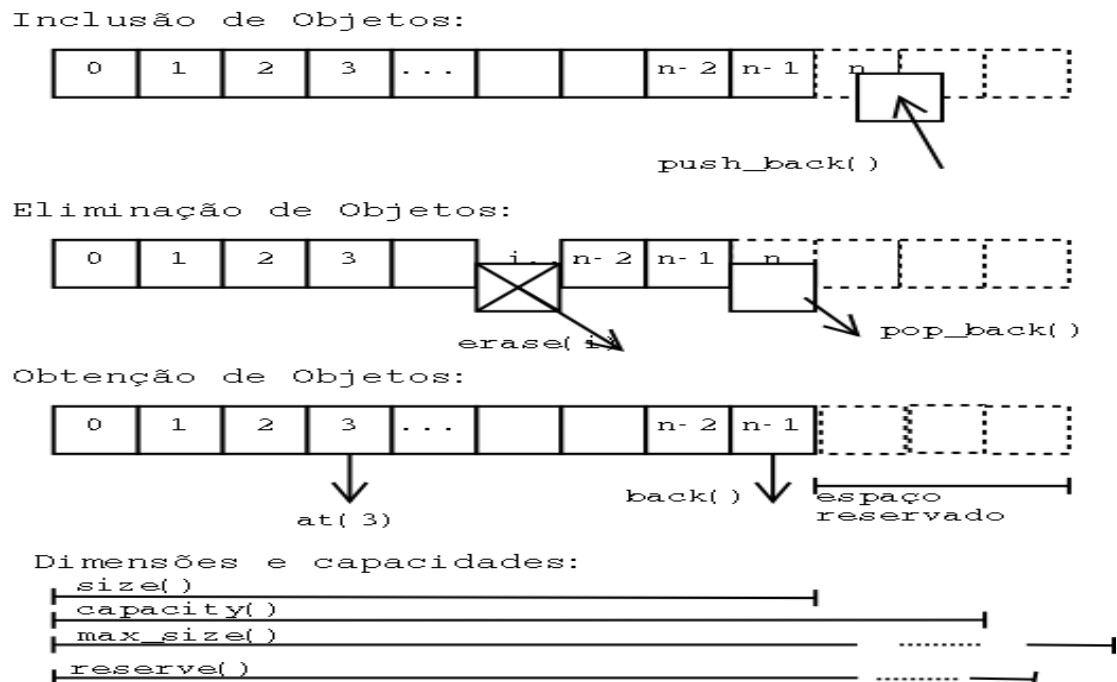 Inclusão de Objetos:
0 1 2 3 ... n-2 n-1 n
push_back()
Eliminação de Objetos:
0 1 2 3 i.. n-2 n-1 n
erase(i)
pop_back()
Obtenção de Objetos:
0 1 2 3 ... n-2 n-1
at(3)
back()
espaço
reservado
Dimensões e capacidades:
size()
capacity()
max_size()
reserve()